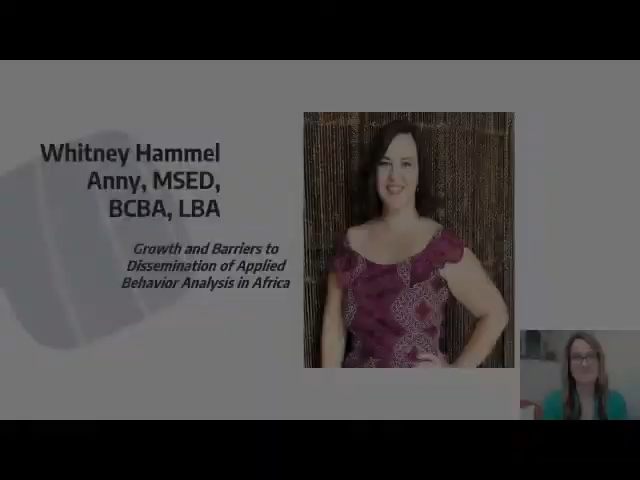 Whitney Hammel
Anny, MSED,
BCBA, LBA
Growth and Barriers to
Dissemination of Applied
Behavior Analysis in Africa